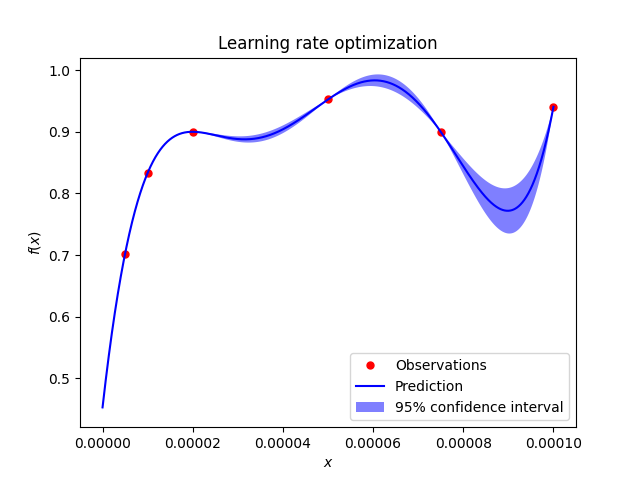 Learning rate optimization
1.0
0.9
0.8
0.7
0.6
0.5
f(x)
Observations
Prediction
95% confidence interval
0.00000 0.00002 0.00004 0.00006 0.00008 0.00010
x